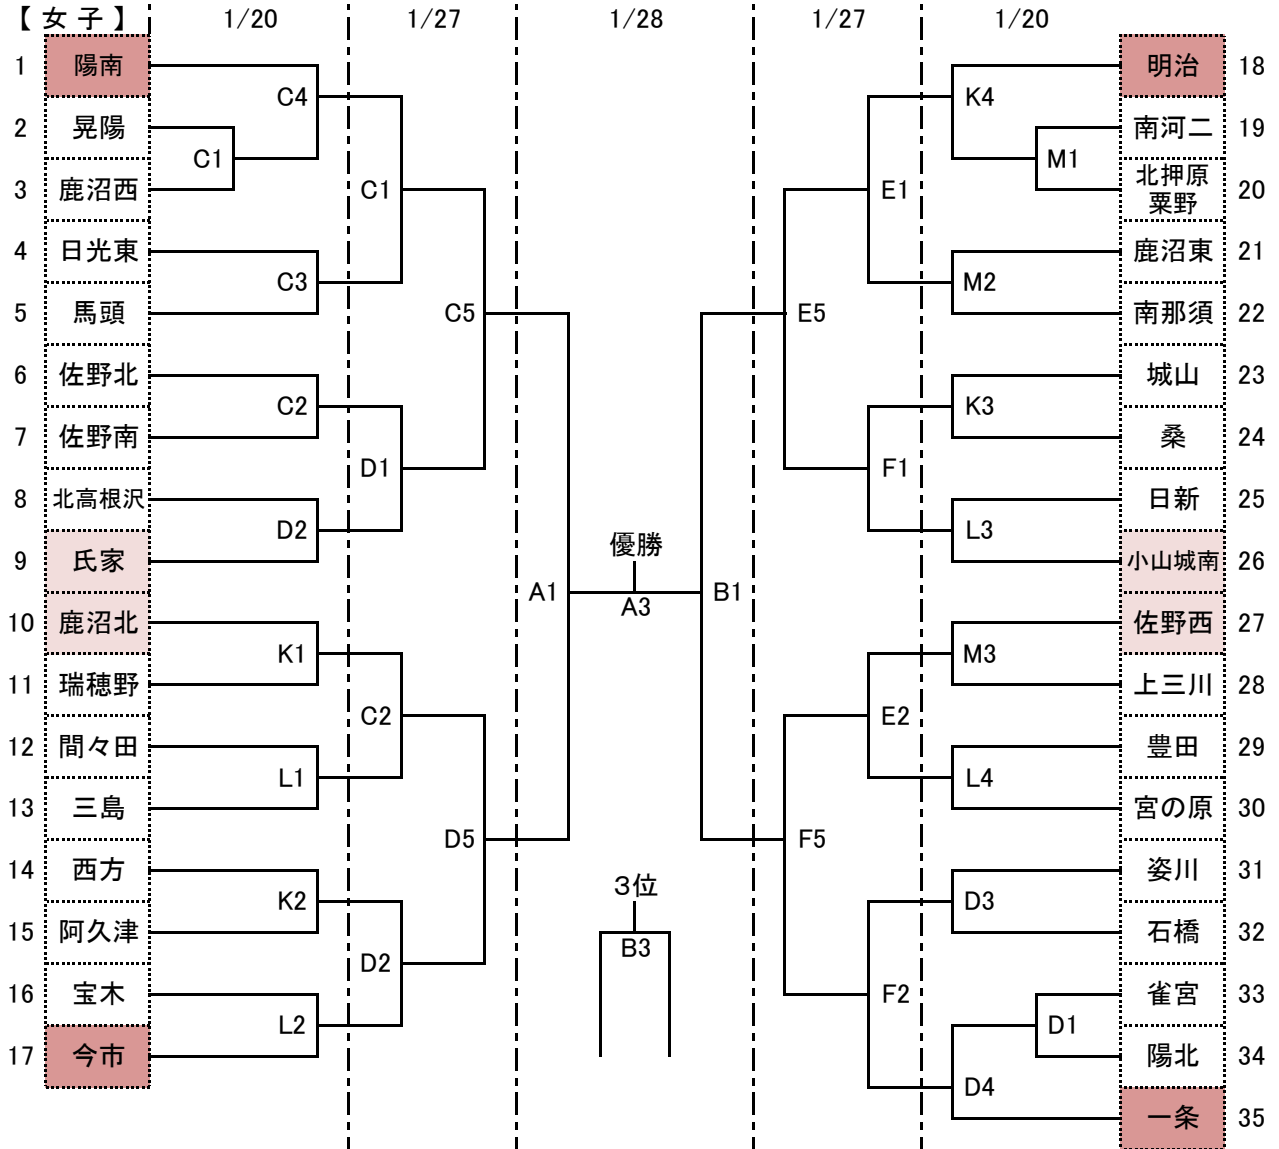 【 女 子 】 1/20 1/27 1/28 1/27 1/20
1 陽南 明治 18
C4 K4
2 晃陽 南河二 19
C1 M1
3 鹿沼西 C1 E1 北押原 20
粟野
4 日光東 鹿沼東 21
C3 M2
5 馬頭 C5 E5 南那須 22
6 佐野北 城山 23
C2 K3
7 佐野南 桑 24
D1 F1
8 北高根沢 日新 25
D2 L3
優勝
9 氏家 小山城南 26
A1 A3 B1
10 鹿沼北 佐野西 27
K1 M3
11 瑞穂野 上三川 28
C2 E2
12 間々田 豊田 29
L1 L4
13 三島 宮の原 30
D5 F5
14 西方 3位 姿川 31
K2 D3
15 阿久津 B3 石橋 32
D2
16 宝木 F2 雀宮 33
L2 D1
17 今市 陽北 34
D4
一条 35